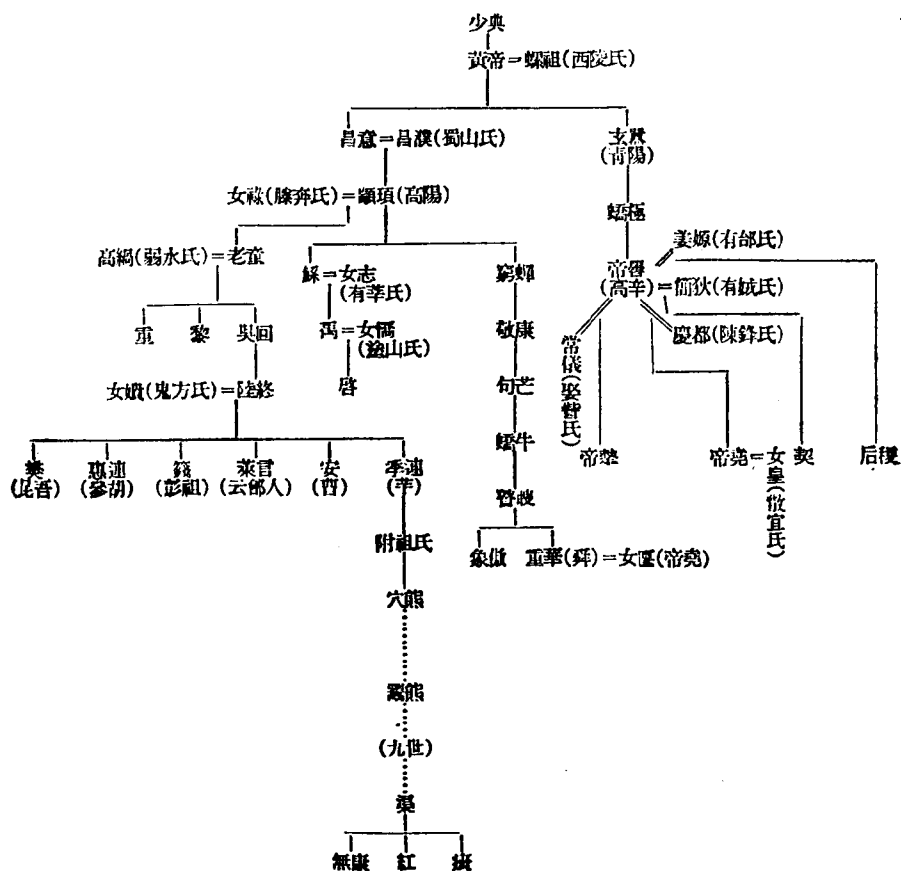 少典
黃帝=嫘祖(西陵氏)
昌意=昌濮(蜀山氏)
玄囂
(靑陽)
女祿(滕奔氏)=顓頊(高陽)
蟜極
高緺(弱水氏)=老童
鯀=女志
(有莘氏)
窮蟬
帝嚳
(高辛)
姜嫄(有邰氏)
=簡狄(有娀氏)
慶都(陳鋒氏)
常儀(娵訾氏)
重
黎
吳回
禹=女憍
(塗山氏)
敬康
啓
句芒
女嬇(鬼方氏)=陸終
蟜牛
帝摯
帝堯=女皇(散宜氏)
契
后稷
樊
(昆吾)
惠連
(參胡)
籛
(彭祖)
萊言
(云鄶人)
安
(曹)
季連
(羋)
瞽瞍
附祖氏
象傲
重華(舜)=女匽(帝堯)
穴熊
鬻熊
(九世)
渠
無康
紅
疵